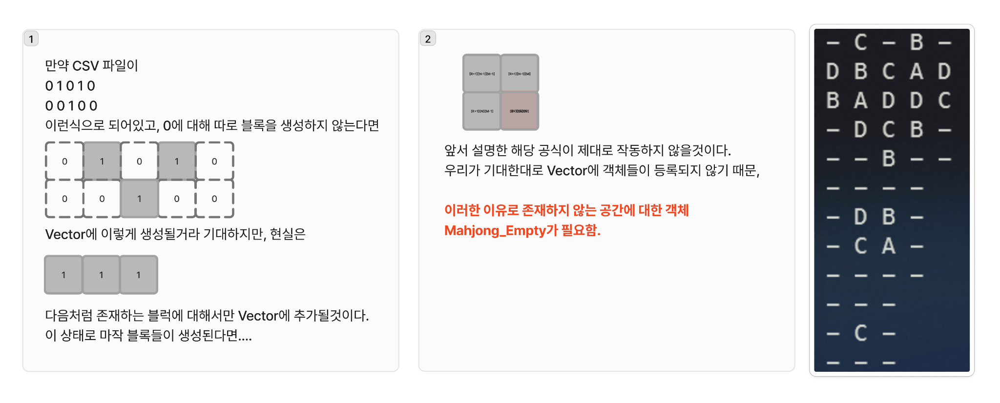 1
만약 CSV 파일이
0 1 0 1 0
0 0 1 0 0
이런식으로 되어있고, 0에 대해 따로 블록을 생성하지 않는다면
0 1 0 1 0
0 0 1 0 0
Vector에 이렇게 생성될거라 기대하지만, 현실은
1 1 1
다음처럼 존재하는 블럭에 대해서만 Vector에 추가될것이다.
이 상태로 마작 블록들이 생성된다면....
2
[R+1][N-1][M-1] [R+1][N-1][M]
[R+1][N][M-1]
앞서 설명한 해당 공식이 제대로 작동하지 않을것이다.
우리가 기대한대로 Vector에 객체들이 등록되지 않기 때문,
이러한 이유로 존재하지 않는 공간에 대한 객체
Mahjong_Empty가 필요함.
– C – B –
D B C A D
B A D D C
– D C B –
– – B – –
– – – –
– D B –
– C A –
– – – –
– – –
– C –
– – –